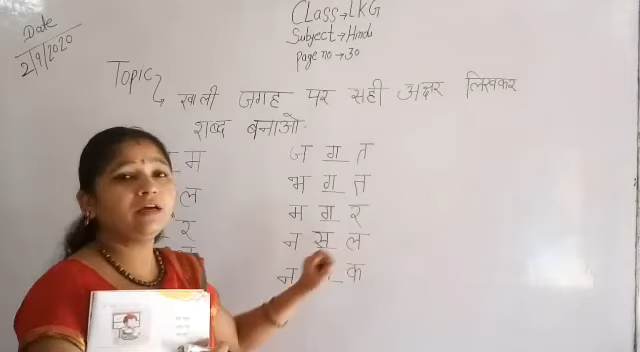 Date
2/9/2020
Class→LKG
Subject→Hindi
Page no→30
Topic
खाली जगह पर सही अक्षर लिखकर
शब्द बनाओ
म
ल
र
ज ग त
भ ग त
म ग र
न स ल
न क